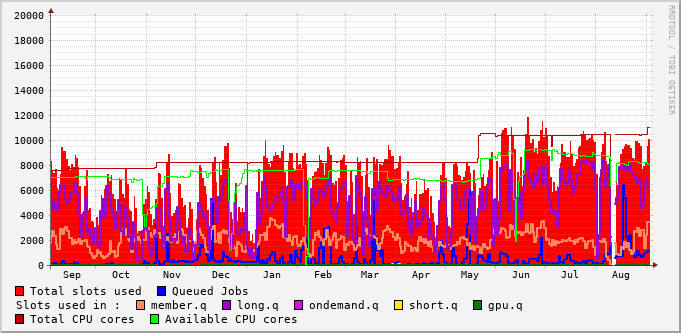 20000
18000
16000
14000
12000
10000
8000
6000
4000
2000
0
Sep Oct Nov Dec Jan Feb Mar Apr May Jun Jul Aug
RRDTOOL / TOBI OETIKER
Total slots used Queued Jobs
Slots used in : member.q long.q ondemand.q short.q gpu.q
Total CPU cores Available CPU cores